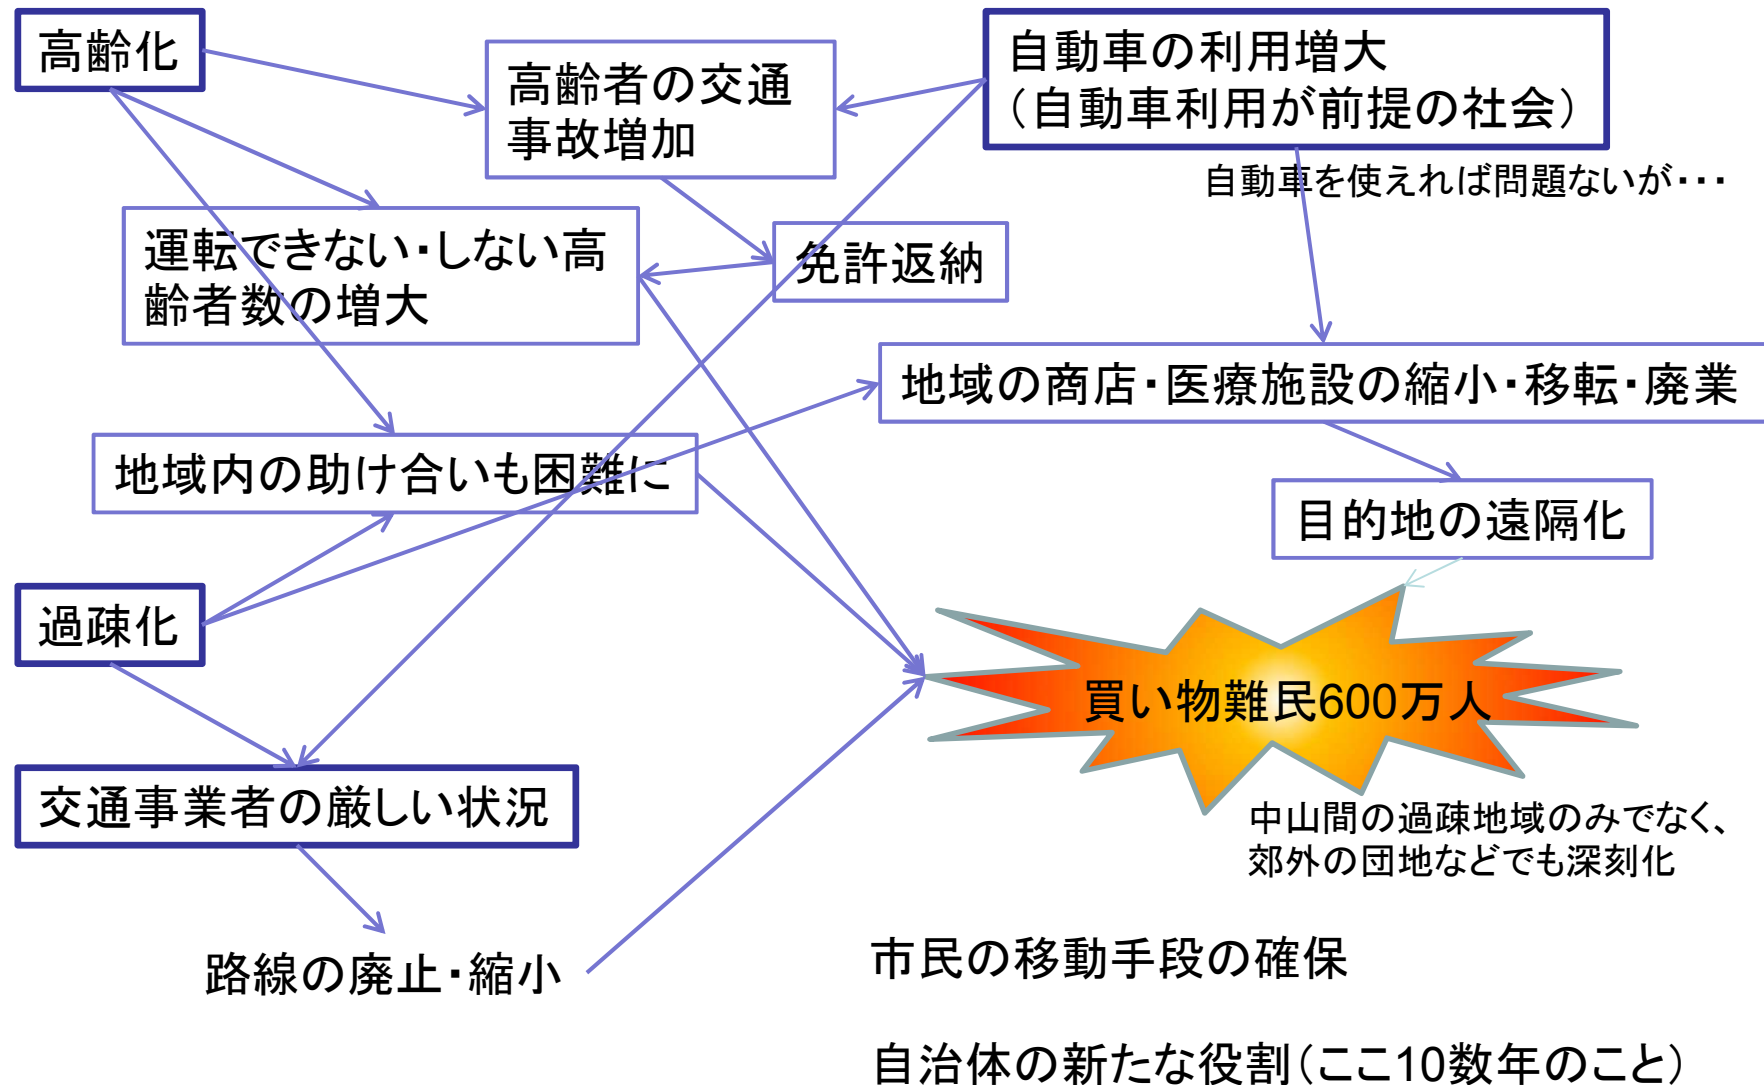 高齢化
高齢者の交通
事故増加
自動車の利用増大
（自動車利用が前提の社会）
自動車を使えれば問題ないが・・・
運転できない・しない高
齢者数の増大
免許返納
地域の商店・医療施設の縮小・移転・廃業
地域内の助け合いも困難に
目的地の遠隔化
過疎化
買い物難民600万人
交通事業者の厳しい状況
中山間の過疎地域のみでなく、
郊外の団地などでも深刻化
路線の廃止・縮小
市民の移動手段の確保
自治体の新たな役割（ここ10数年のこと）